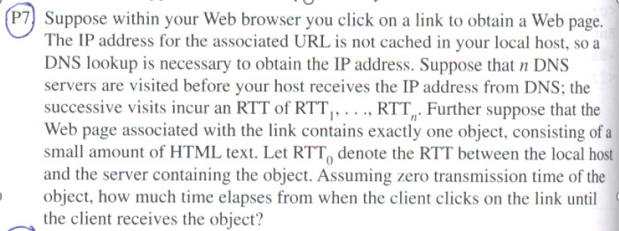 P7. Suppose within your Web browser you click on a link to obtain a Web page.
The IP address for the associated URL is not cached in your local host, so a
DNS lookup is necessary to obtain the IP address. Suppose that n DNS
servers are visited before your host receives the IP address from DNS; the
successive visits incur an RTT of RTT₁, . . ., RTTₙ. Further suppose that the
Web page associated with the link contains exactly one object, consisting of a
small amount of HTML text. Let RTT₀ denote the RTT between the local host
and the server containing the object. Assuming zero transmission time of the
object, how much time elapses from when the client clicks on the link until
the client receives the object?